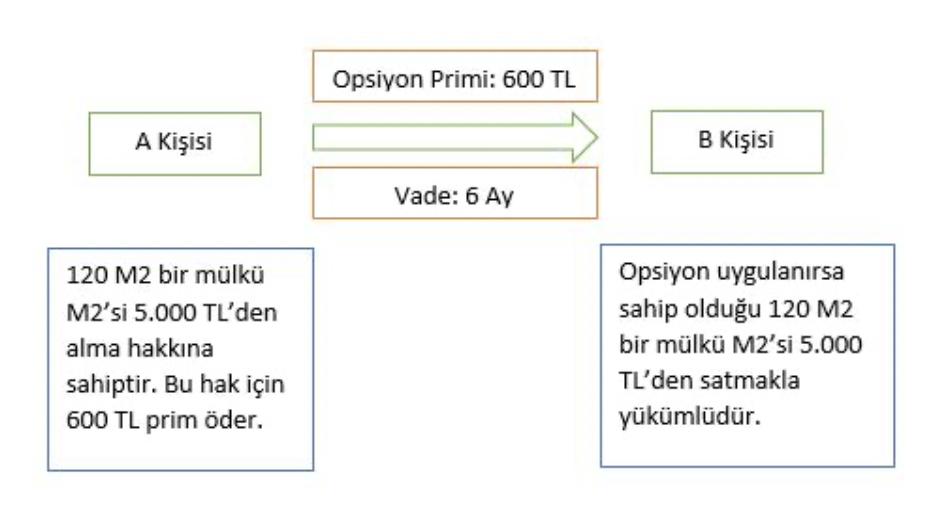 Opsiyon Primi: 600 TL
A Kişisi
B Kişisi
Vade: 6 Ay
120 M2 bir mülkü
M2’si 5.000 TL’den
alma hakkına
sahiptir. Bu hak için
600 TL prim öder.
Opsiyon uygulanırsa
sahip olduğu 120 M2
bir mülkü M2’si 5.000
TL’den satmakla
yükümlüdür.